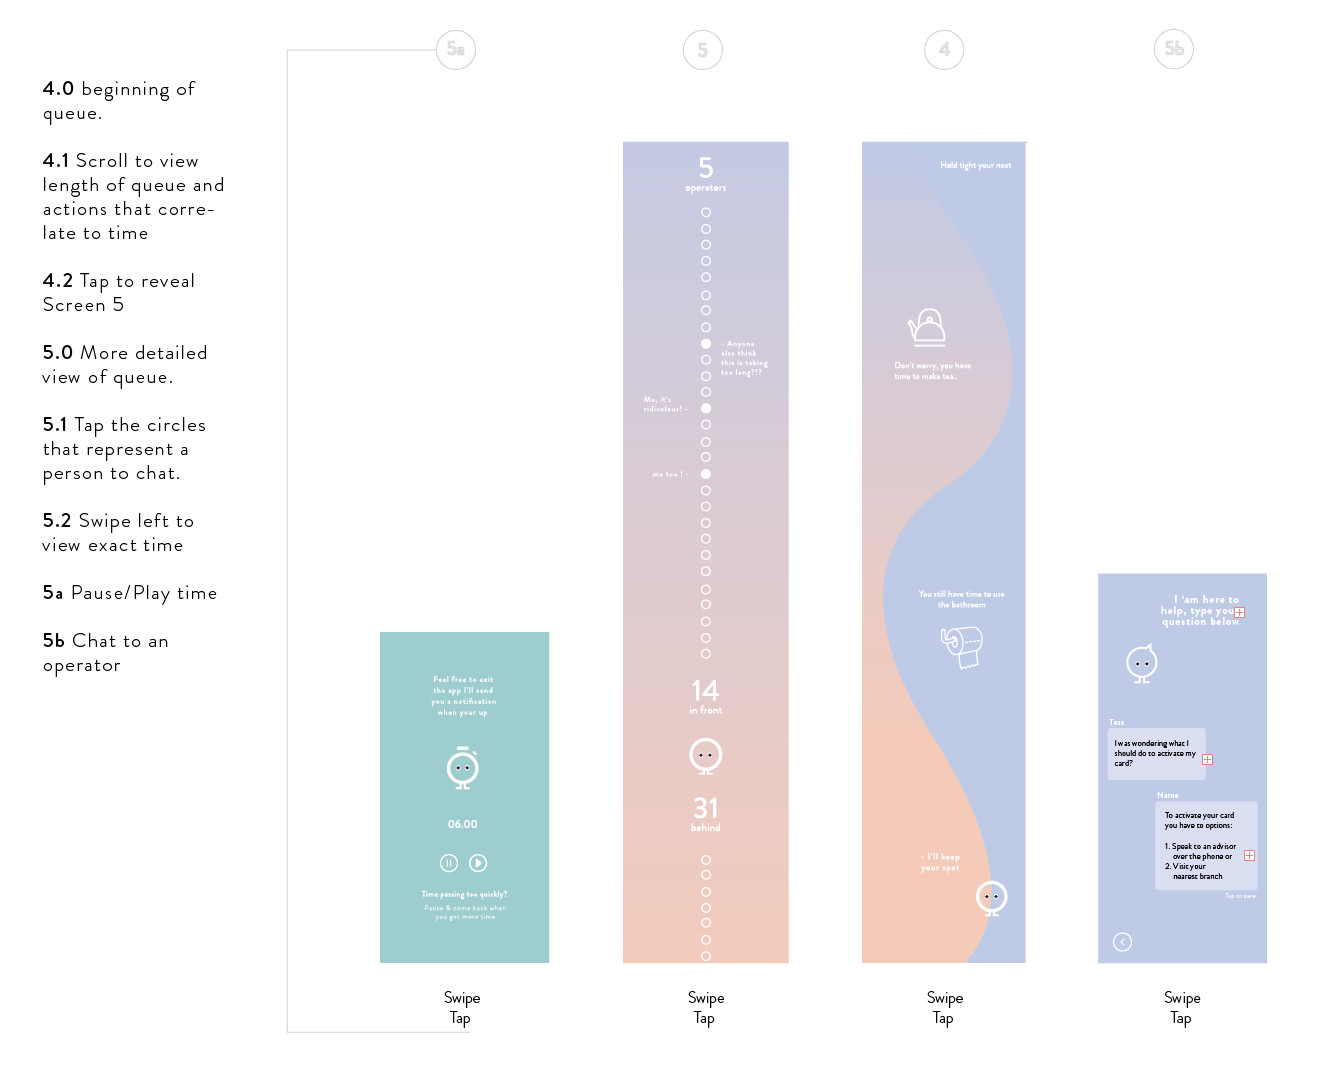 5a
5
4
5b
4.0 beginning of
queue.
4.1 Scroll to view
length of queue and
actions that corre-
late to time
4.2 Tap to reveal
Screen 5
5.0 More detailed
view of queue.
5.1 Tap the circles
that represent a
person to chat.
5.2 Swipe left to
view exact time
5a Pause/Play time
5b Chat to an
operator
Feel free to exit
the app I'll send
you a notification
when your up
06.00
Time passing too quickly?
Pause & come back when
you got more time
Swipe
Tap
5
operators
- Anyone
else think
this is taking
too long?!?
Me, it's
ridiculous! -
me too ! -
14
in front
31
behind
Swipe
Tap
Hold tight your next
Don't worry, you have
time to make tea..
You still have time to use
the bathroom
- I'll keep
your spot
Swipe
Tap
I 'am here to
help, type your
question below
Tess
I was wondering what I
should do to activate my
card?
Name
To activate your card
you have to options:
1. Speak to an advisor
over the phone or
2. Visit your
nearest branch
Tap to save
Swipe
Tap